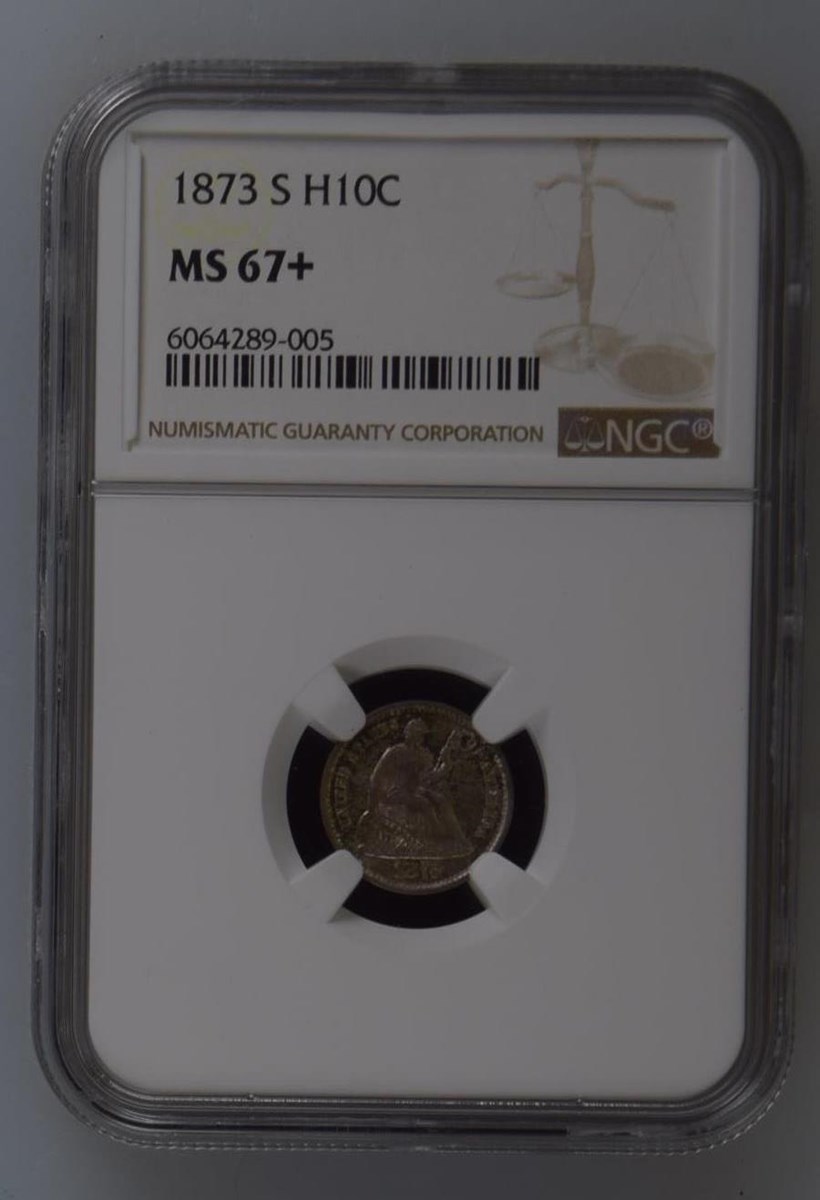 1873 S H10C
MS 67+
6064289-005
NUMISMATIC GUARANTY CORPORATION
NGC®